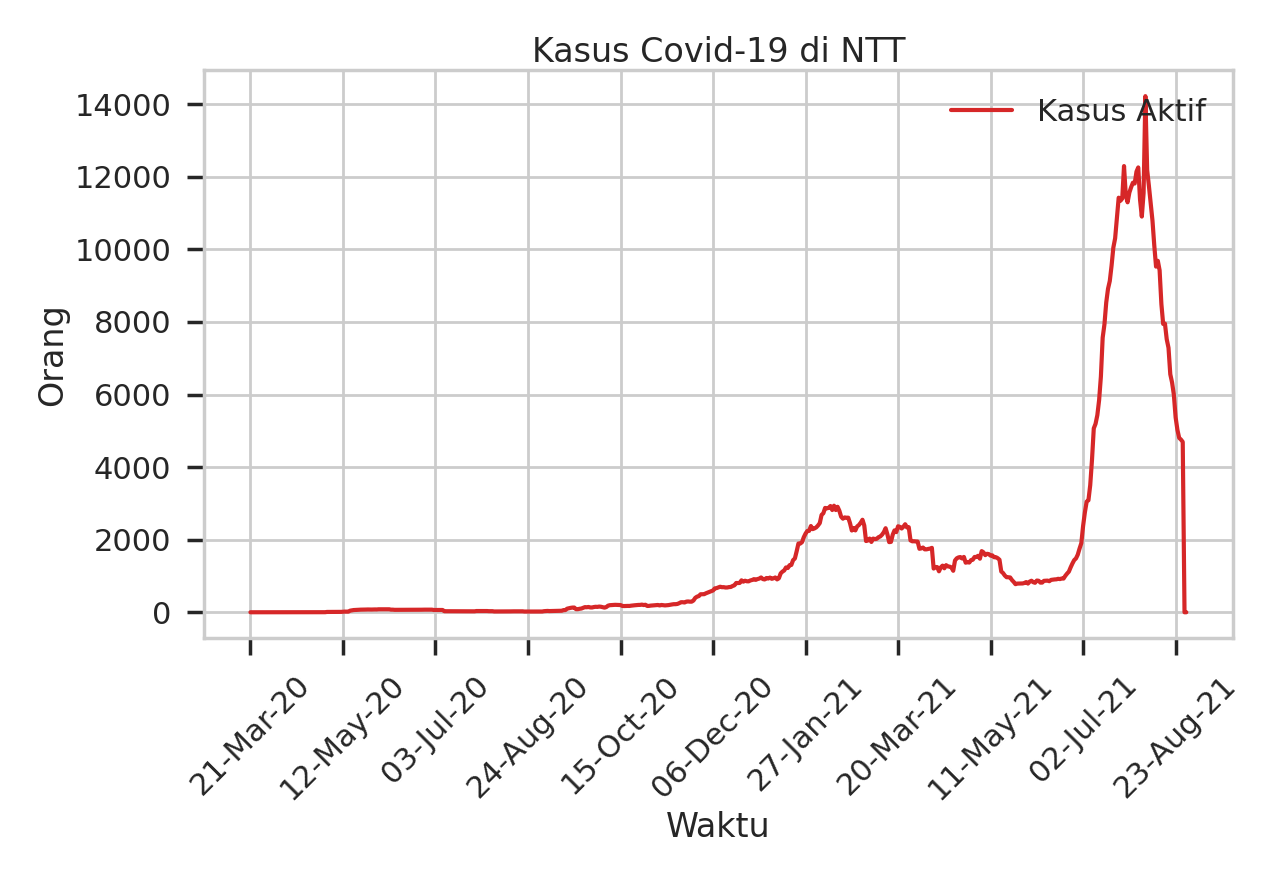 Kasus Covid-19 di NTT
Kasus Aktif
14000
12000
10000
8000
6000
4000
2000
0
Orang
21-Mar-20
12-May-20
03-Jul-20
24-Aug-20
15-Oct-20
06-Dec-20
27-Jan-21
20-Mar-21
11-May-21
02-Jul-21
23-Aug-21
Waktu